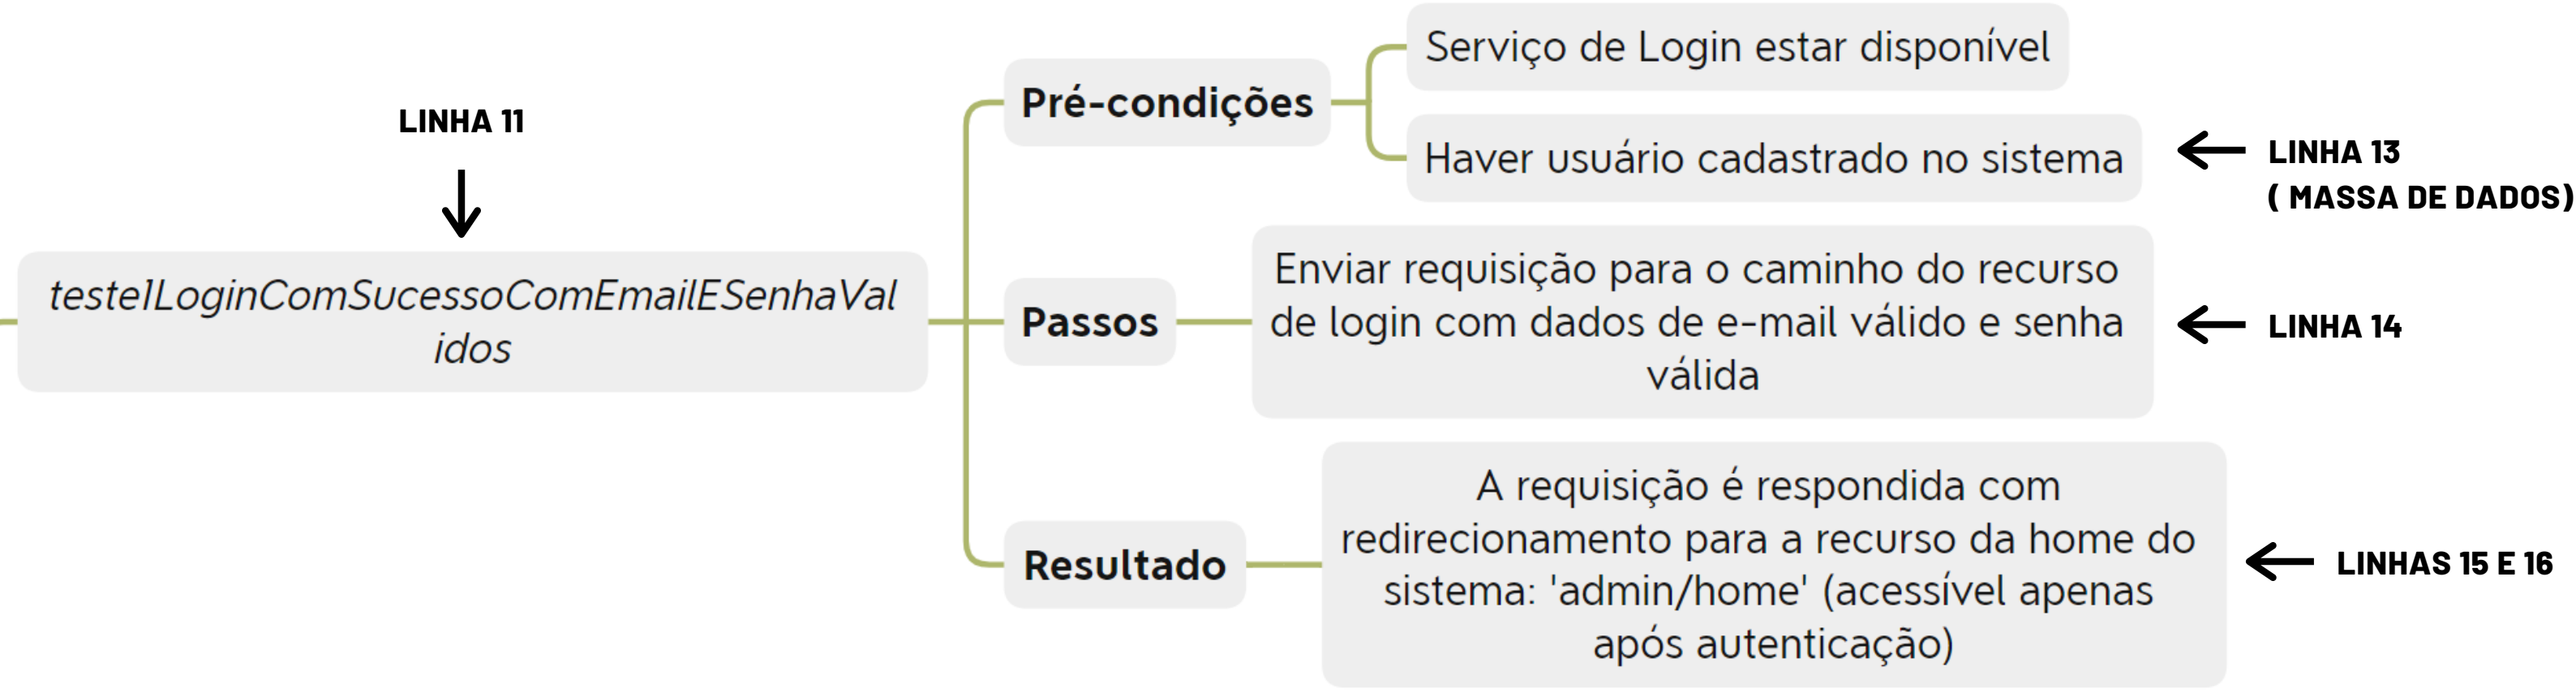 LINHA 11
teste1LoginComSucessoComEmailESenhaVal
idos
Pré-condições
Serviço de Login estar disponível
Haver usuário cadastrado no sistema
LINHA 13
( MASSA DE DADOS)
Passos
Enviar requisição para o caminho do recurso
de login com dados de e-mail válido e senha
válida
LINHA 14
Resultado
A requisição é respondida com
redirecionamento para a recurso da home do
sistema: 'admin/home' (acessível apenas
após autenticação)
LINHAS 15 E 16